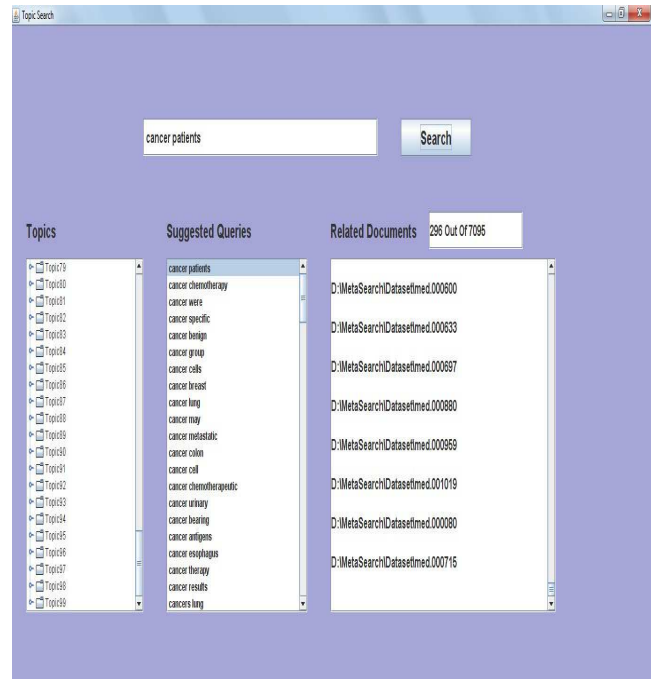 Topic Search
cancer patients
Search
Topics
Suggested Queries
Related Documents
296 Out Of 7095
Topic79
Topic80
Topic81
Topic82
Topic83
Topic84
Topic85
Topic86
Topic87
Topic88
Topic89
Topic90
Topic91
Topic92
Topic93
Topic94
Topic95
Topic96
Topic97
Topic98
Topic99
cancer patients
cancer chemotherapy
cancer were
cancer specific
cancer benign
cancer group
cancer cells
cancer breast
cancer lung
cancer may
cancer metastatic
cancer colon
cancer cell
cancer chemotherapeutic
cancer urinary
cancer bearing
cancer antigens
cancer esophagus
cancer therapy
cancer results
cancers lung
D:\MetaSearch\Dataset\med.000600
D:\MetaSearch\Dataset\med.000633
D:\MetaSearch\Dataset\med.000697
D:\MetaSearch\Dataset\med.000880
D:\MetaSearch\Dataset\med.000959
D:\MetaSearch\Dataset\med.001019
D:\MetaSearch\Dataset\med.000080
D:\MetaSearch\Dataset\med.000715